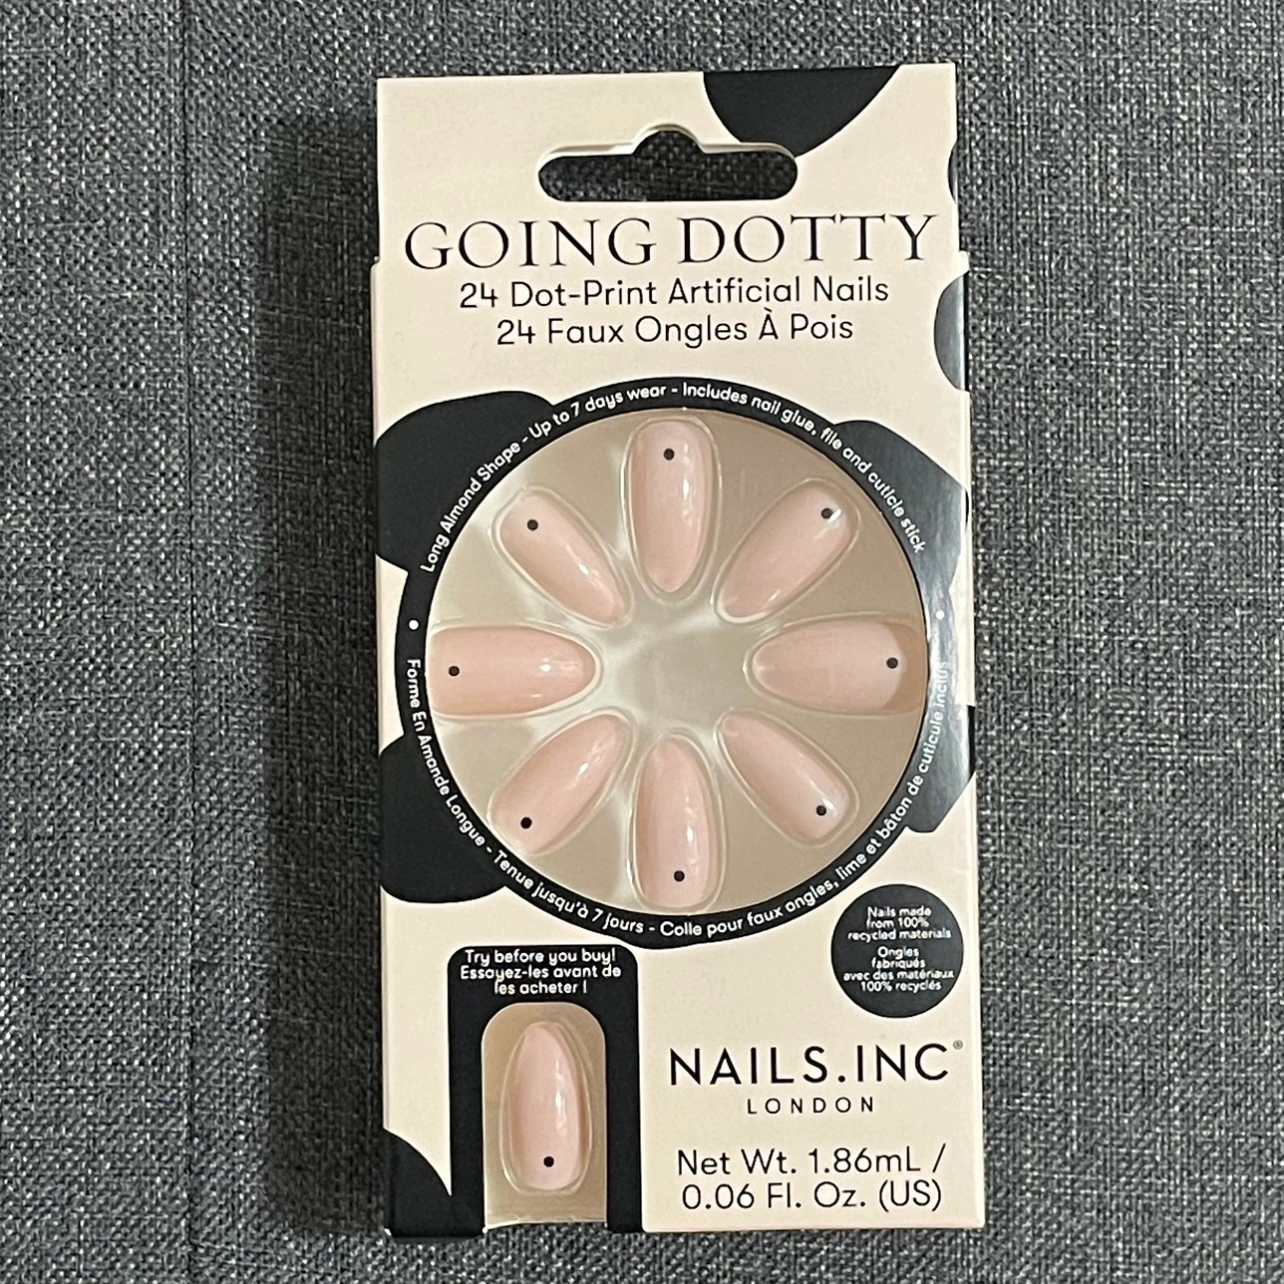 GOING DOTTY
24 Dot-Print Artificial Nails
24 Faux Ongles À Pois
Long Almond Shape - Up to 7 days wear - Includes nail glue, file and cuticle stick
Forme En Amande Longue - Tenue jusqu'à 7 jours - Colle pour faux ongles, lime et bâton de cuticule inclus
Nails made
from 100%
recycled materials
Ongles
fabriqués
avec des matériaux
100% recyclés
Try before you buy!
Essayez-les avant de
les acheter !
NAILS.INC®
LONDON
Net Wt. 1.86mL /
0.06 Fl. Oz. (US)